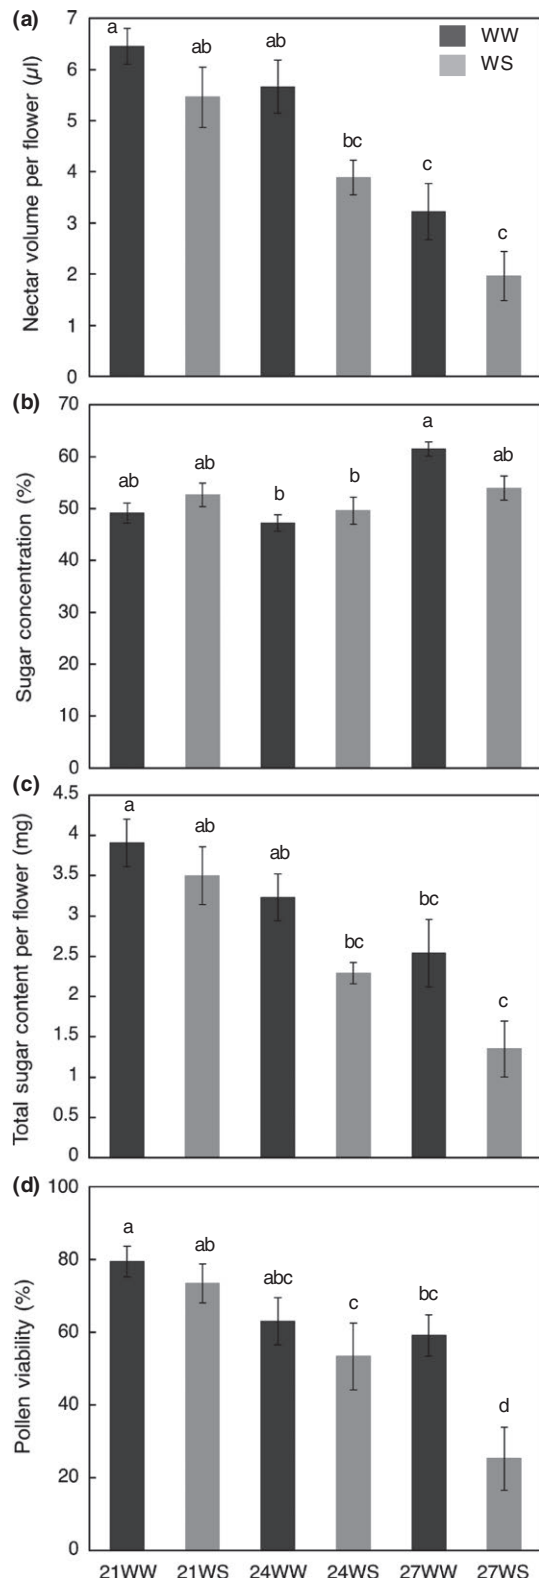 (a)
Nectar volume per flower (µl)
7
6
5
4
3
2
1
0
a
ab
ab
bc
c
c
WW
WS
(b)
Sugar concentration (%)
70
60
50
40
30
20
10
0
ab
ab
b
b
a
ab
(c)
Total sugar content per flower (mg)
4.5
4
3.5
3
2.5
2
1.5
1
0.5
0
a
ab
ab
bc
bc
c
(d)
Pollen viability (%)
100
80
60
40
20
0
a
ab
abc
c
bc
d
21WW 21WS 24WW 24WS 27WW 27WS